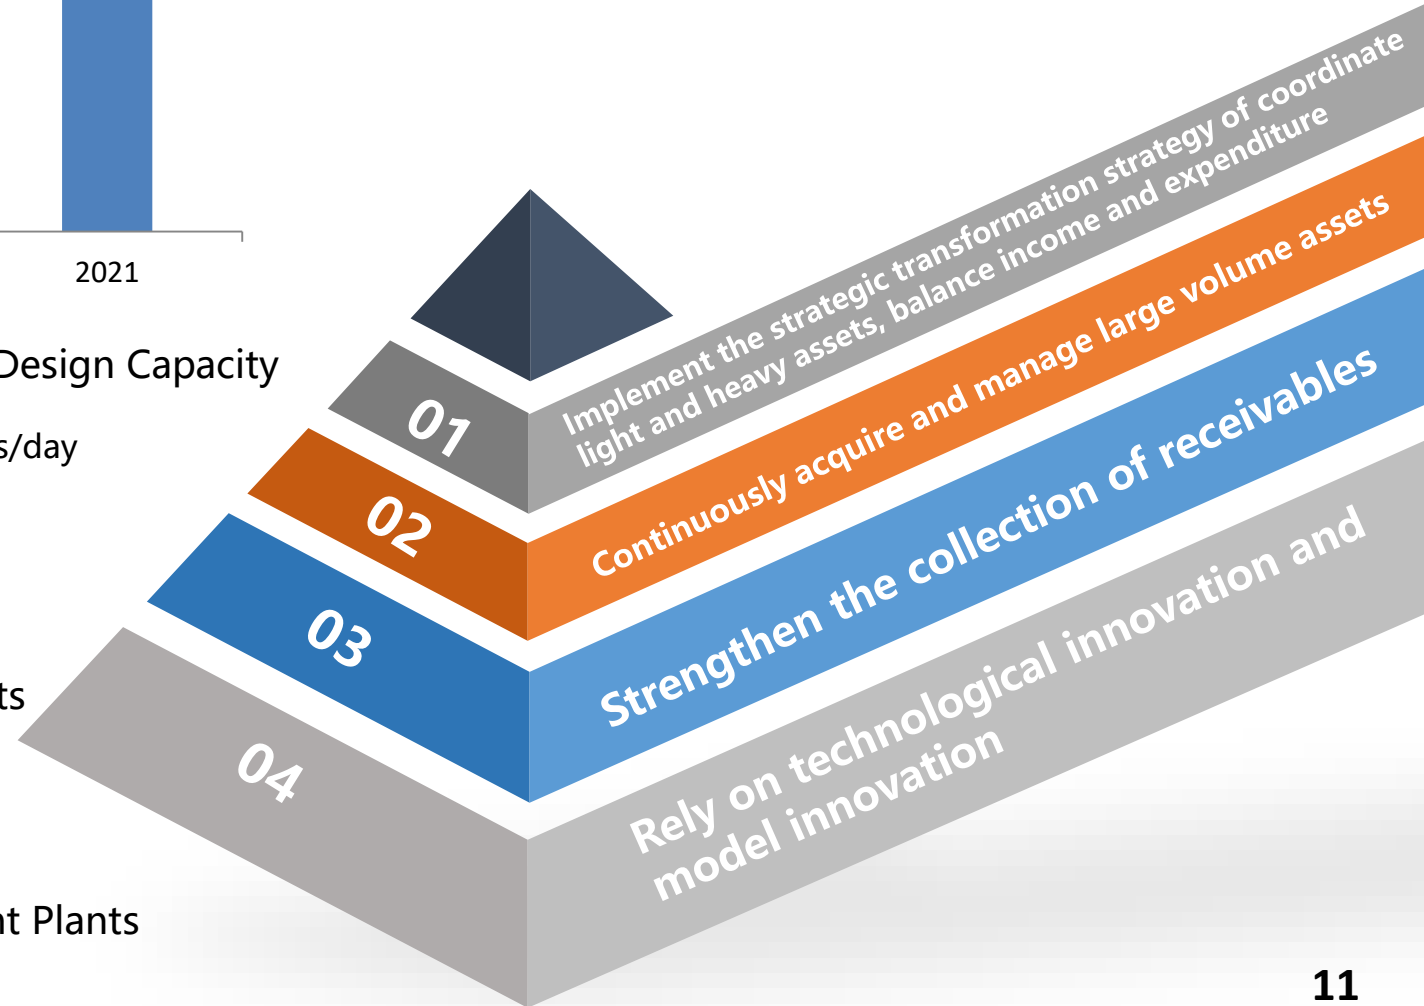 2021
Design Capacity
s/day
ts
nt Plants
01
Implement the strategic transformation strategy of coordinate
light and heavy assets, balance income and expenditure
02
Continuously acquire and manage large volume assets
03
Strengthen the collection of receivables
04
Rely on technological innovation and
model innovation
11